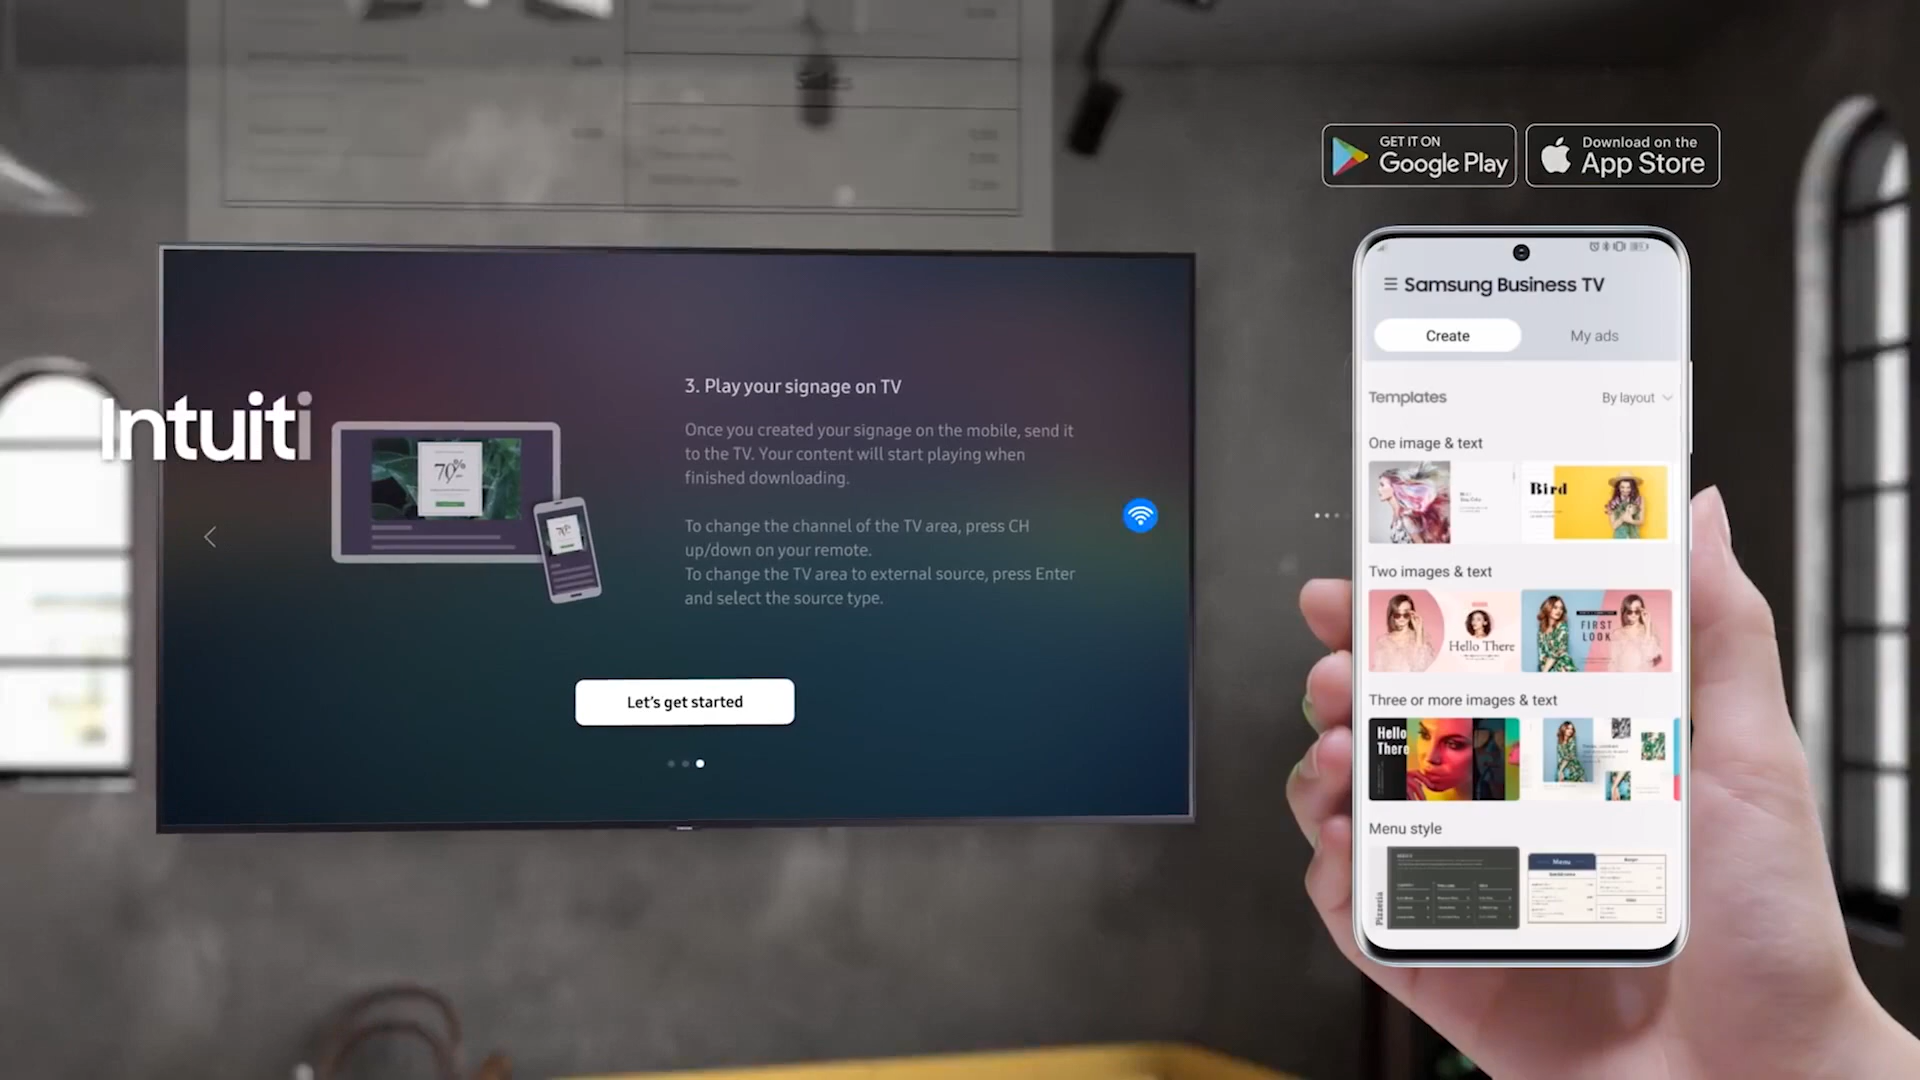 GET IT ON
Google Play
Download on the
App Store
Intuiti
3. Play your signage on TV
Once you created your signage on the mobile, send it
to the TV. Your content will start playing when
finished downloading.
To change the channel of the TV area, press CH
up/down on your remote.
To change the TV area to external source, press Enter
and select the source type.
70%
Let's get started
Samsung Business TV
Create
My ads
Templates
By layout
One image & text
Bird
Two images & text
Hello There
FIRST
LOOK
Three or more images & text
Hello
There
Menu style
Pizzeria
Menu